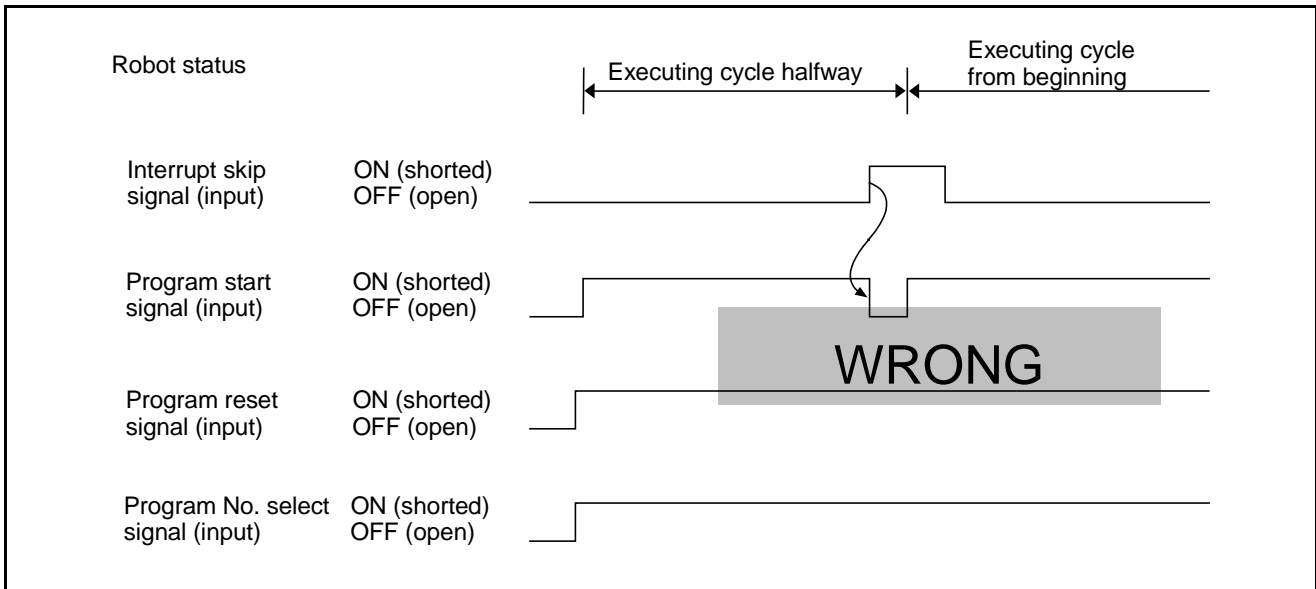 Robot status
Executing cycle halfway
Executing cycle
from beginning
Interrupt skip
signal (input)
ON (shorted)
OFF (open)
Program start
signal (input)
ON (shorted)
OFF (open)
WRONG
Program reset
signal (input)
ON (shorted)
OFF (open)
Program No. select
signal (input)
ON (shorted)
OFF (open)